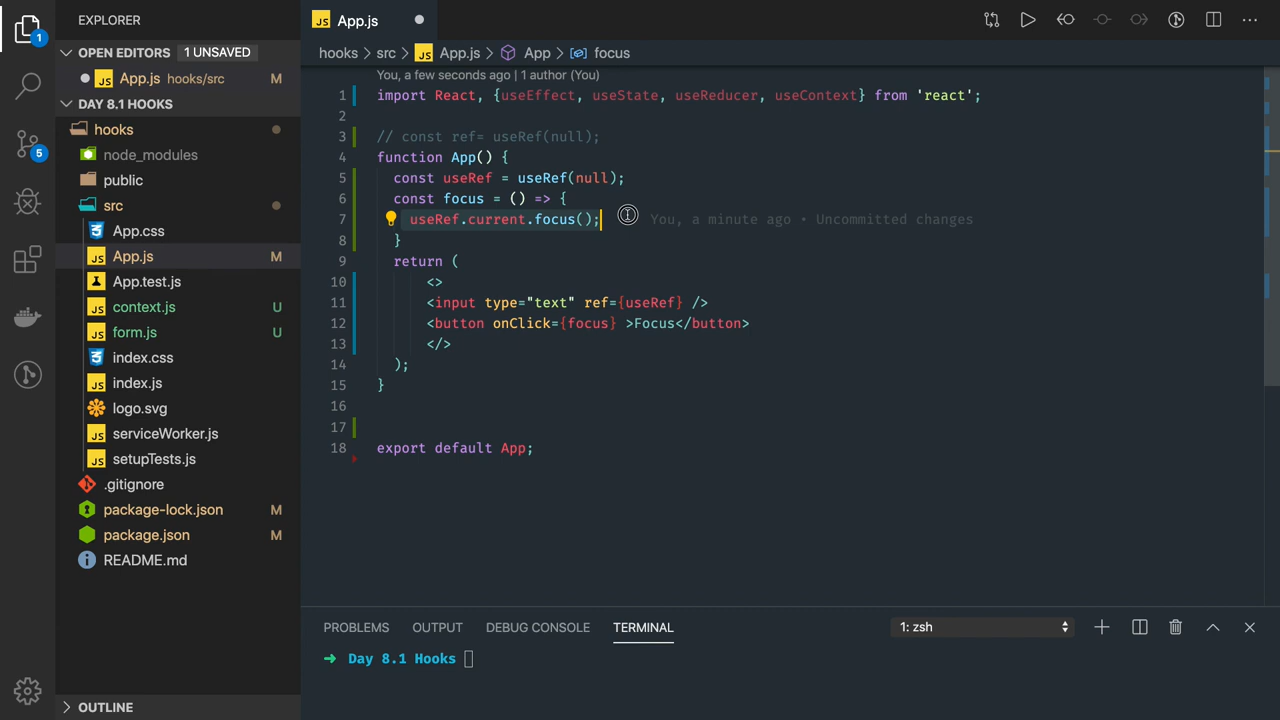 EXPLORER
App.js
OPEN EDITORS 1 UNSAVED
App.js hooks/src M
DAY 8.1 HOOKS
hooks
node_modules
public
src
App.css
App.js M
App.test.js
context.js U
form.js U
index.css
index.js
logo.svg
serviceWorker.js
setupTests.js
.gitignore
package-lock.json M
package.json M
README.md
OUTLINE
1
5
hooks > src > JS App.js > App > focus
You, a few seconds ago | 1 author (You)
1 import React, {useEffect, useState, useReducer, useContext} from 'react';
2
3 // const ref= useRef(null);
4 function App() {
5 const useRef = useRef(null);
6 const focus = () => {
7 useRef.current.focus(); You, a minute ago • Uncommitted changes
8 }
9 return (
10 <>
11 <input type="text" ref={useRef} />
12 <button onClick={focus} >Focus</button>
13 </>
14 );
15 }
16
17
18 export default App;
PROBLEMS OUTPUT DEBUG CONSOLE TERMINAL 1: zsh
→ Day 8.1 Hooks